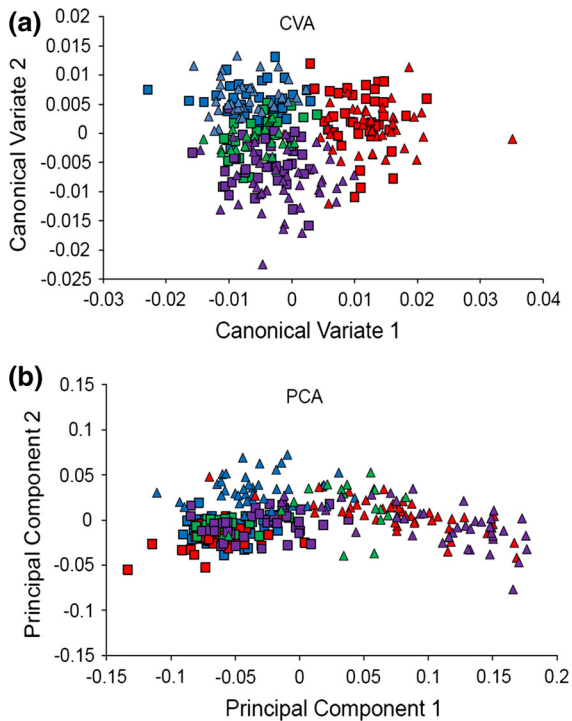 (a)
CVA
Canonical Variate 2
0.02
0.015
0.01
0.005
0
-0.005
-0.01
-0.015
-0.02
-0.025
-0.03 -0.02 -0.01 0 0.01 0.02 0.03 0.04
Canonical Variate 1
(b)
PCA
Principal Component 2
0.15
0.1
0.05
0
-0.05
-0.1
-0.15
-0.15 -0.1 -0.05 0 0.05 0.1 0.15 0.2
Principal Component 1